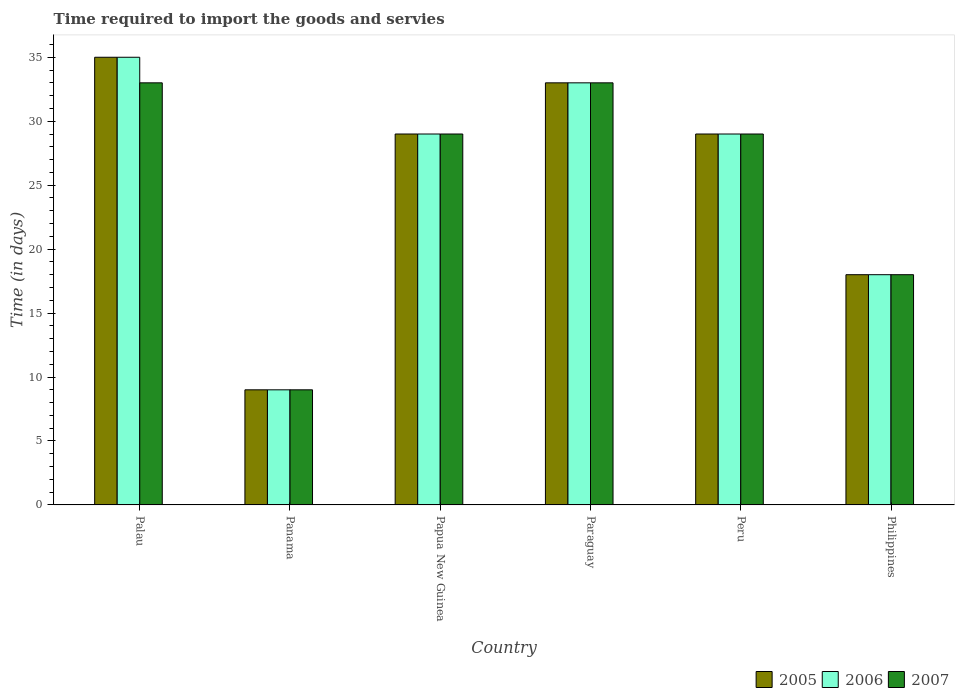 Time required to import the goods and servies
Time (in days)
35
30
25
20
15
10
5
0
Palau
Panama
Papua New Guinea
Paraguay
Peru
Philippines
Country
2005
2006
2007